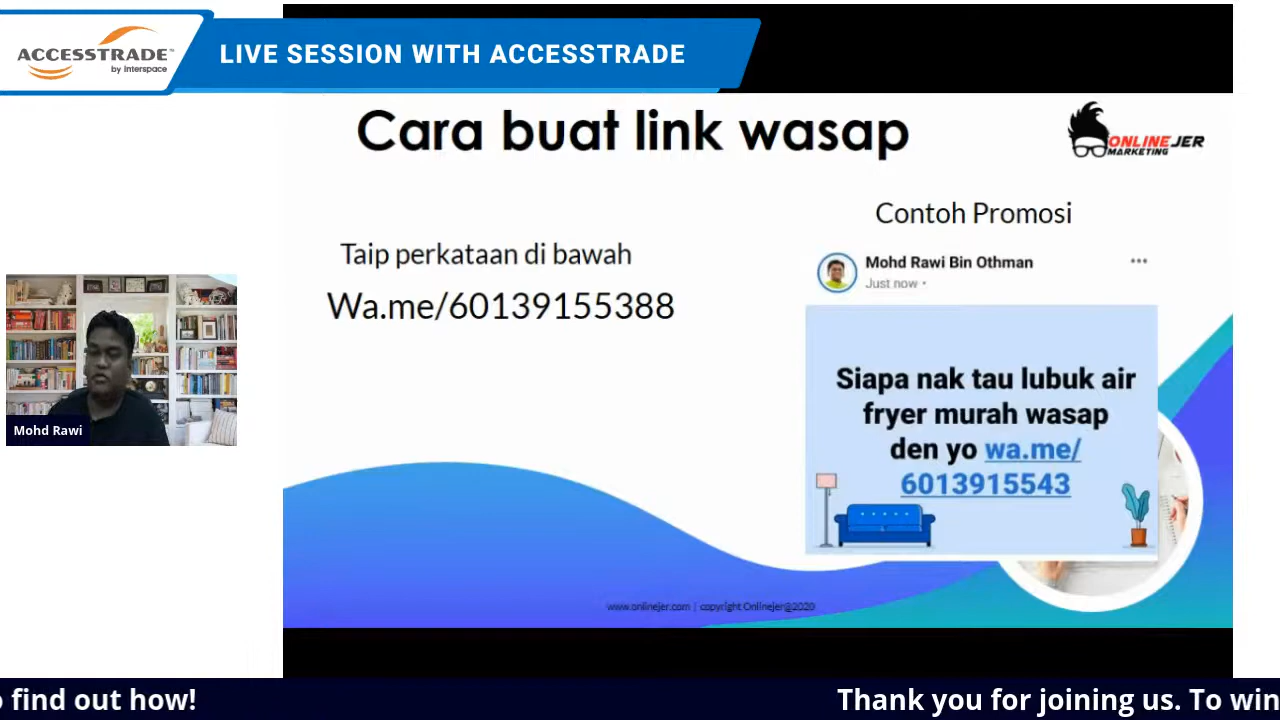 ACCESSTRADE™
by Interspace
LIVE SESSION WITH ACCESSTRADE
Cara buat link wasap
ONLINEJER
MARKETING
Taip perkataan di bawah
Wa.me/60139155388
Contoh Promosi
Mohd Rawi Bin Othman
Just now •
Siapa nak tau lubuk air
fryer murah wasap
den yo wa.me/
6013915543
Mohd Rawi
www.onlinejer.com | copyright Onlinejer@2020
o find out how!
Thank you for joining us. To win